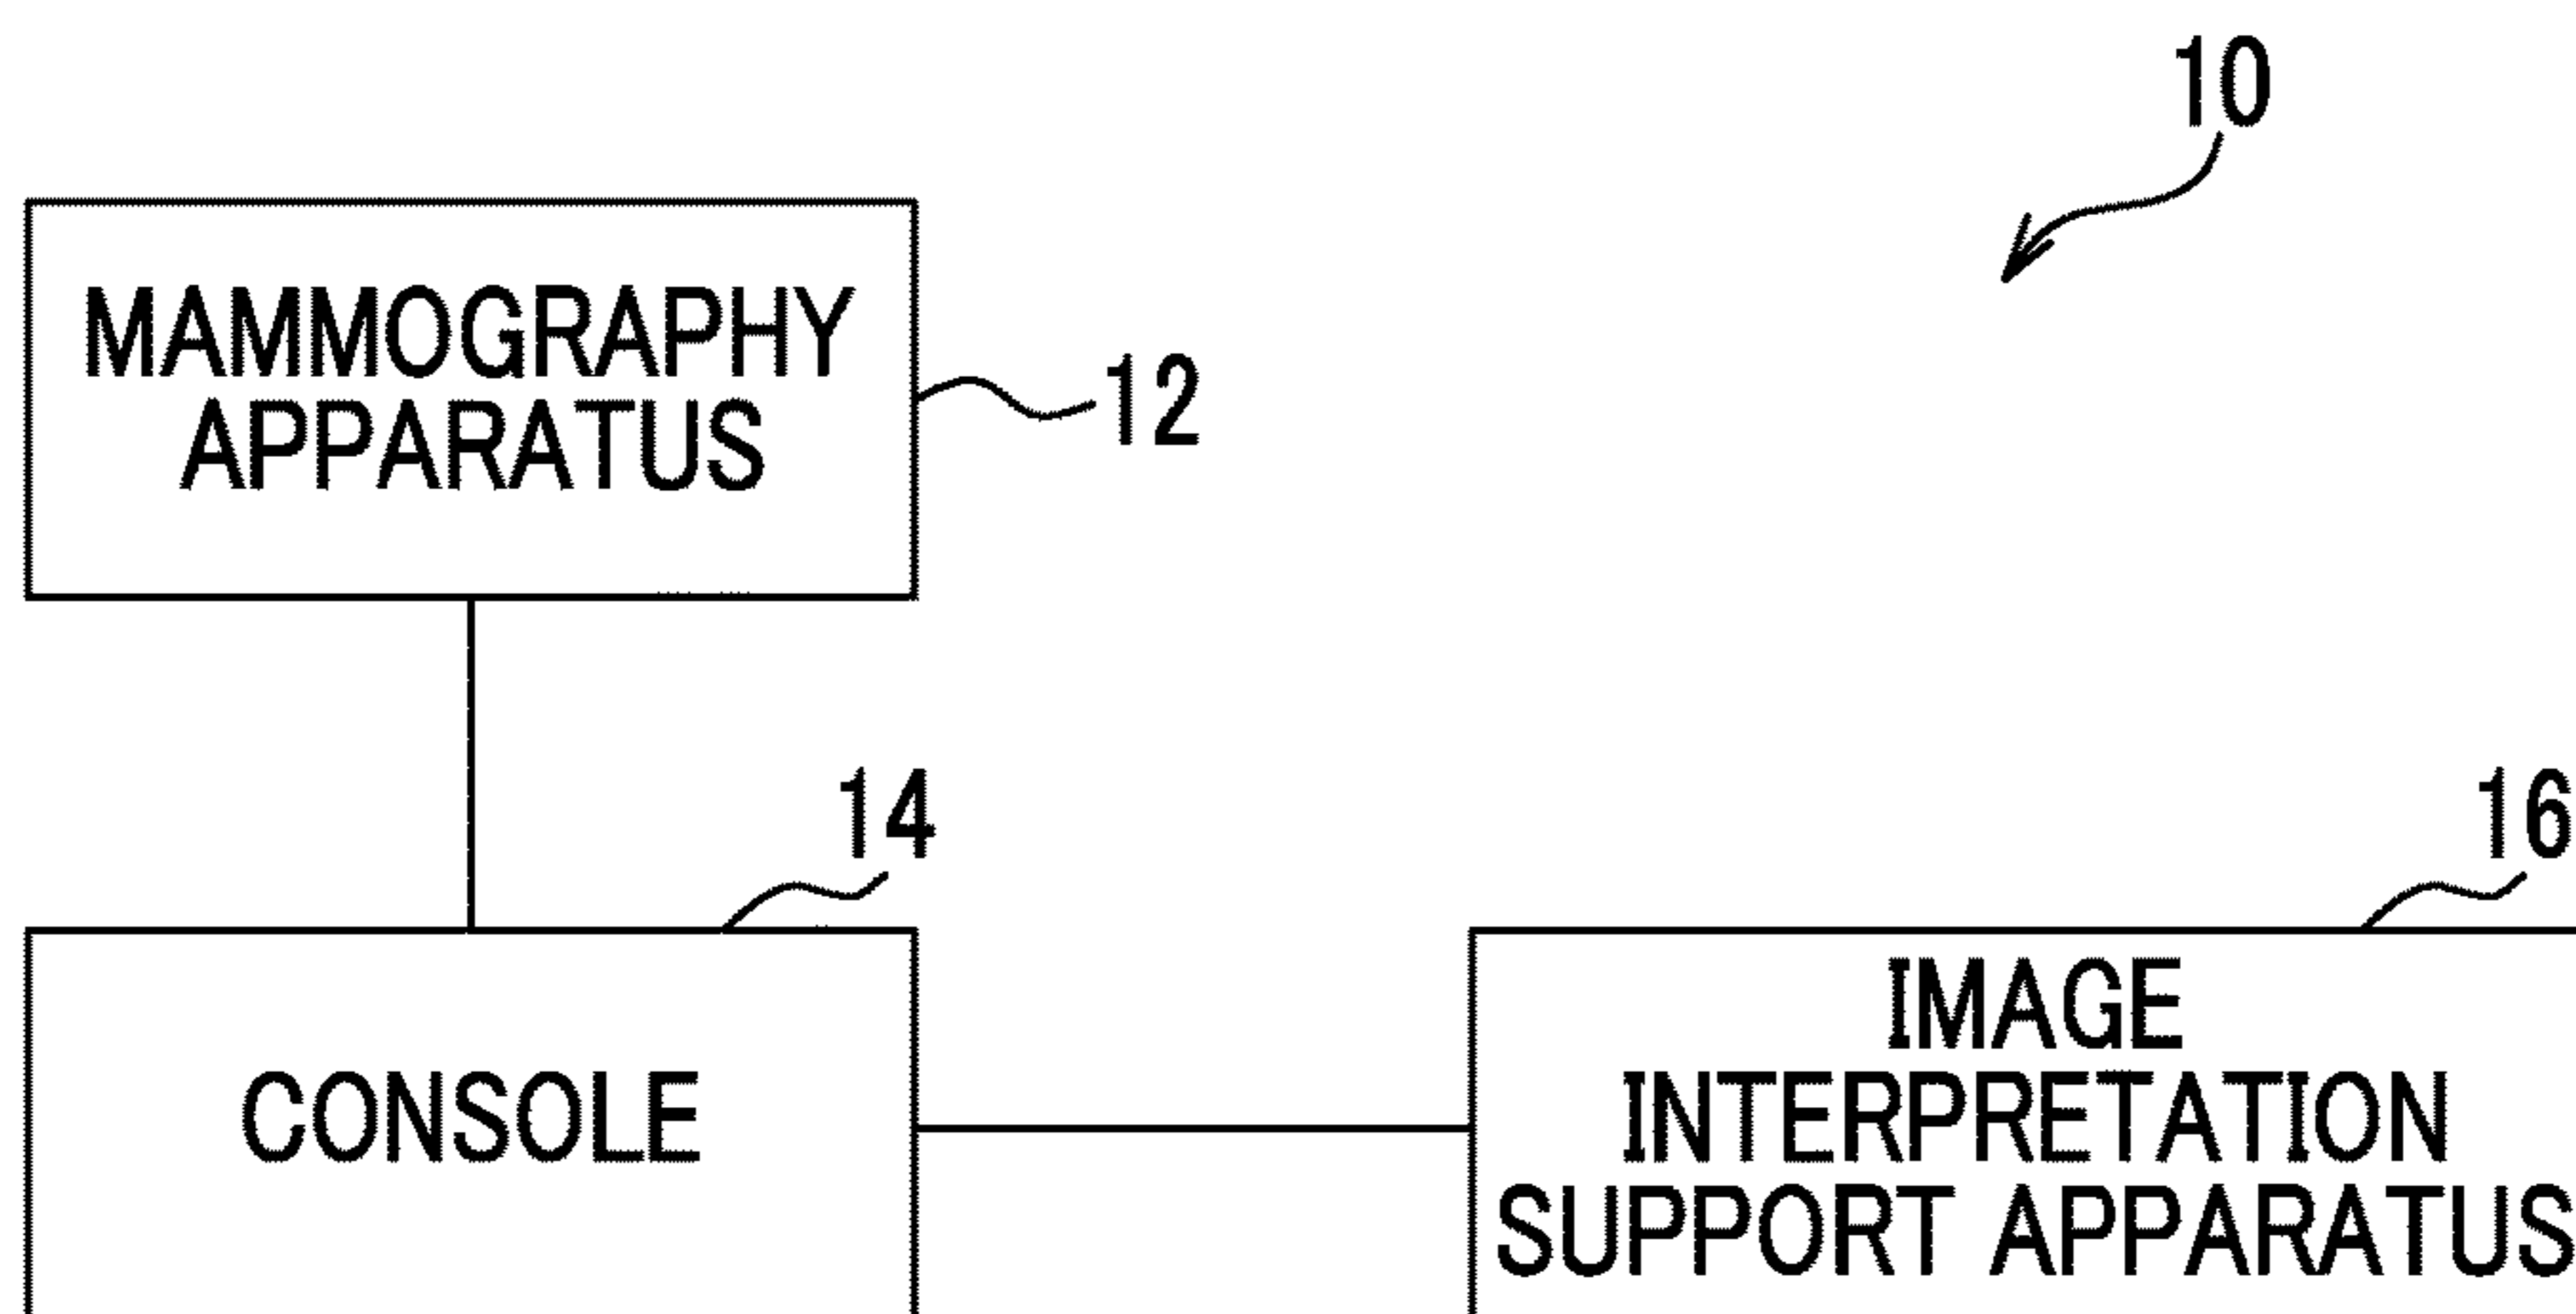 10
MAMMOGRAPHY
APPARATUS
12
14
16
CONSOLE
IMAGE
INTERPRETATION
SUPPORT APPARATUS